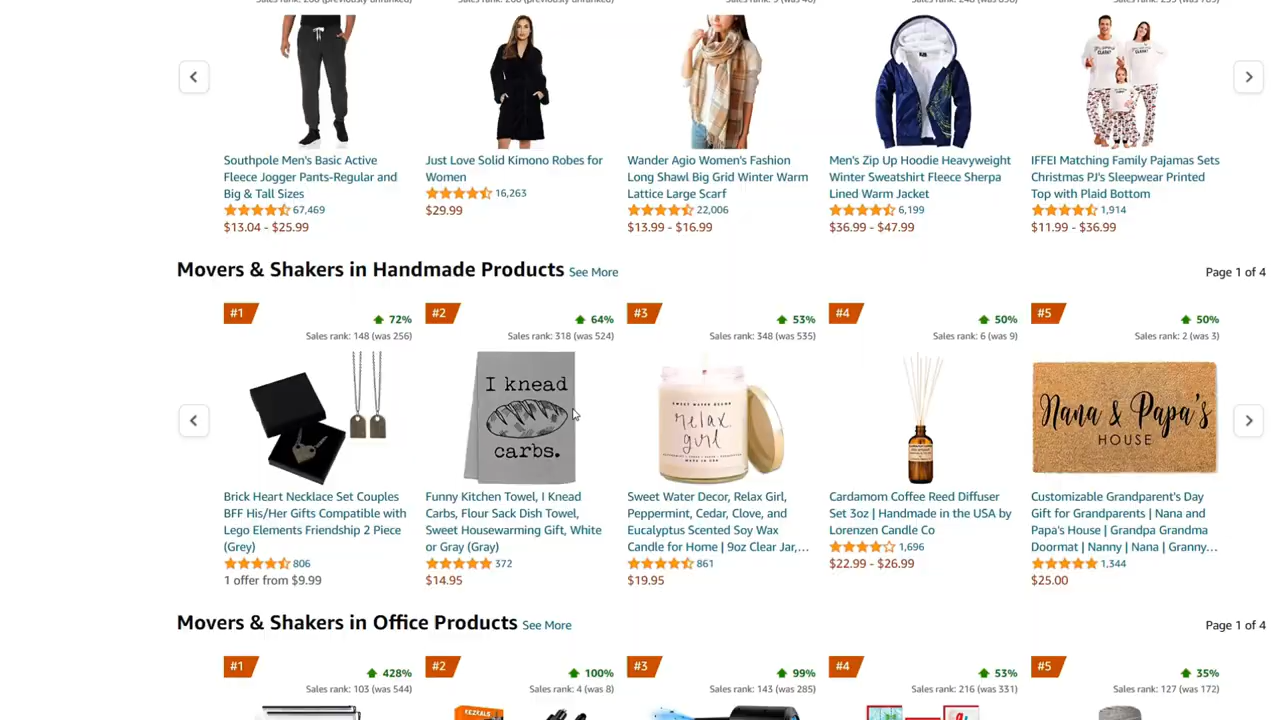 Southpole Men's Basic Active
Fleece Jogger Pants-Regular and
Big & Tall Sizes
67,469
$13.04 - $25.99
Just Love Solid Kimono Robes for
Women
16,263
$29.99
Wander Agio Women's Fashion
Long Shawl Big Grid Winter Warm
Lattice Large Scarf
22,006
$13.99 - $16.99
Men's Zip Up Hoodie Heavyweight
Winter Sweatshirt Fleece Sherpa
Lined Warm Jacket
6,199
$36.99 - $47.99
IFFEI Matching Family Pajamas Sets
Christmas PJ's Sleepwear Printed
Top with Plaid Bottom
1,914
$11.99 - $36.99
Movers & Shakers in Handmade Products See More
Page 1 of 4
#1
72%
Sales rank: 148 (was 256)
Brick Heart Necklace Set Couples
BFF His/Her Gifts Compatible with
Lego Elements Friendship 2 Piece
(Grey)
806
1 offer from $9.99
#2
64%
Sales rank: 318 (was 524)
I knead
carbs.
Funny Kitchen Towel, I Knead
Carbs, Flour Sack Dish Towel,
Sweet Housewarming Gift, White
or Gray (Gray)
372
$14.95
#3
53%
Sales rank: 348 (was 535)
relax
girl
Sweet Water Decor, Relax Girl,
Peppermint, Cedar, Clove, and
Eucalyptus Scented Soy Wax
Candle for Home | 9oz Clear Jar,...
861
$19.95
#4
50%
Sales rank: 6 (was 9)
Cardamom Coffee Reed Diffuser
Set 3oz | Handmade in the USA by
Lorenzen Candle Co
1,696
$22.99 - $26.99
#5
50%
Sales rank: 2 (was 3)
Nana & Papa's
HOUSE
Customizable Grandparent's Day
Gift for Grandparents | Nana and
Papa's House | Grandpa Grandma
Doormat | Nanny | Nana | Granny...
1,344
$25.00
Movers & Shakers in Office Products See More
Page 1 of 4
#1
428%
Sales rank: 103 (was 544)
#2
100%
Sales rank: 4 (was 8)
#3
99%
Sales rank: 143 (was 285)
#4
53%
Sales rank: 216 (was 331)
#5
35%
Sales rank: 127 (was 172)